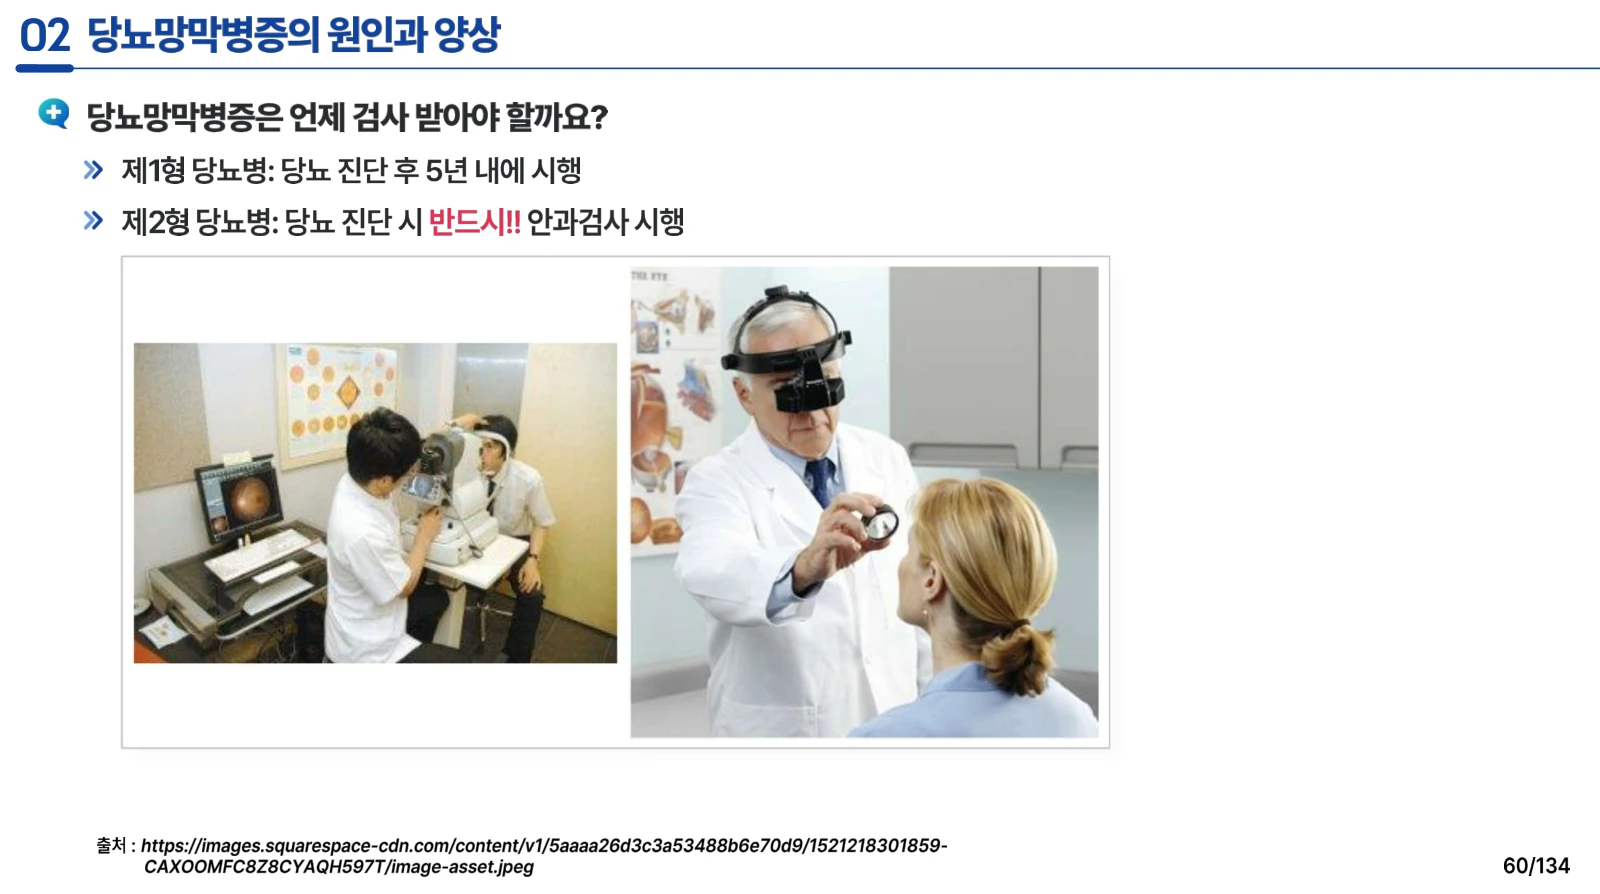 02 당뇨망막병증의 원인과 양상
당뇨망막병증은 언제 검사 받아야 할까요?
제1형 당뇨병: 당뇨 진단 후 5년 내에 시행
제2형 당뇨병: 당뇨 진단 시 반드시!! 안과검사 시행
THE EYE
출처 : https://images.squarespace-cdn.com/content/v1/5aaaa26d3c3a53488b6e70d9/1521218301859-
CAXOOMFC8Z8CYAQH597T/image-asset.jpeg
60/134